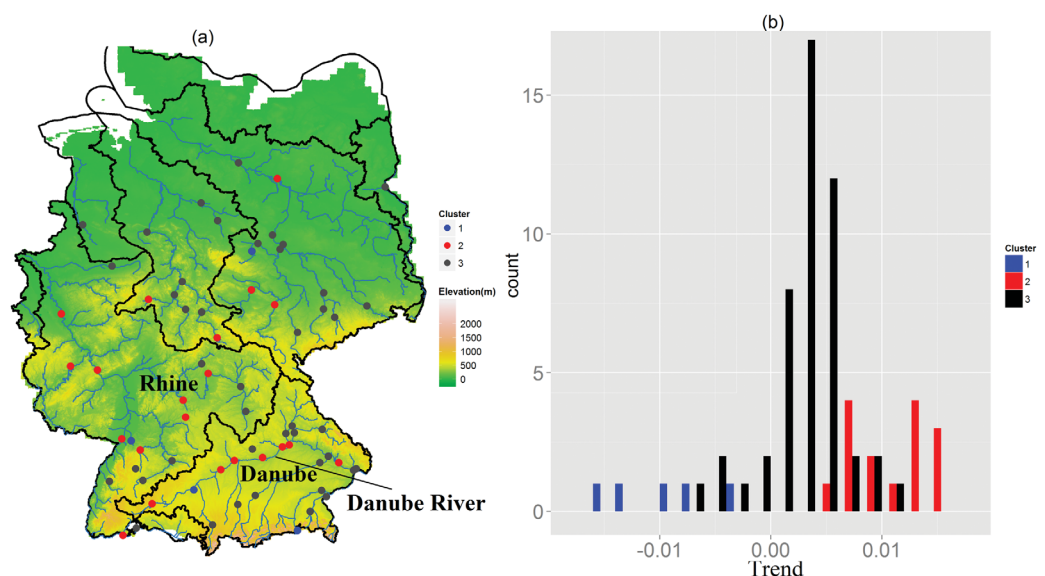 (a)
Cluster
1
2
3
Elevation(m)
2000
1500
1000
500
0
Rhine
Danube
Danube River
(b)
count
15
10
5
0
-0.01
0.00
0.01
Trend
Cluster
1
2
3